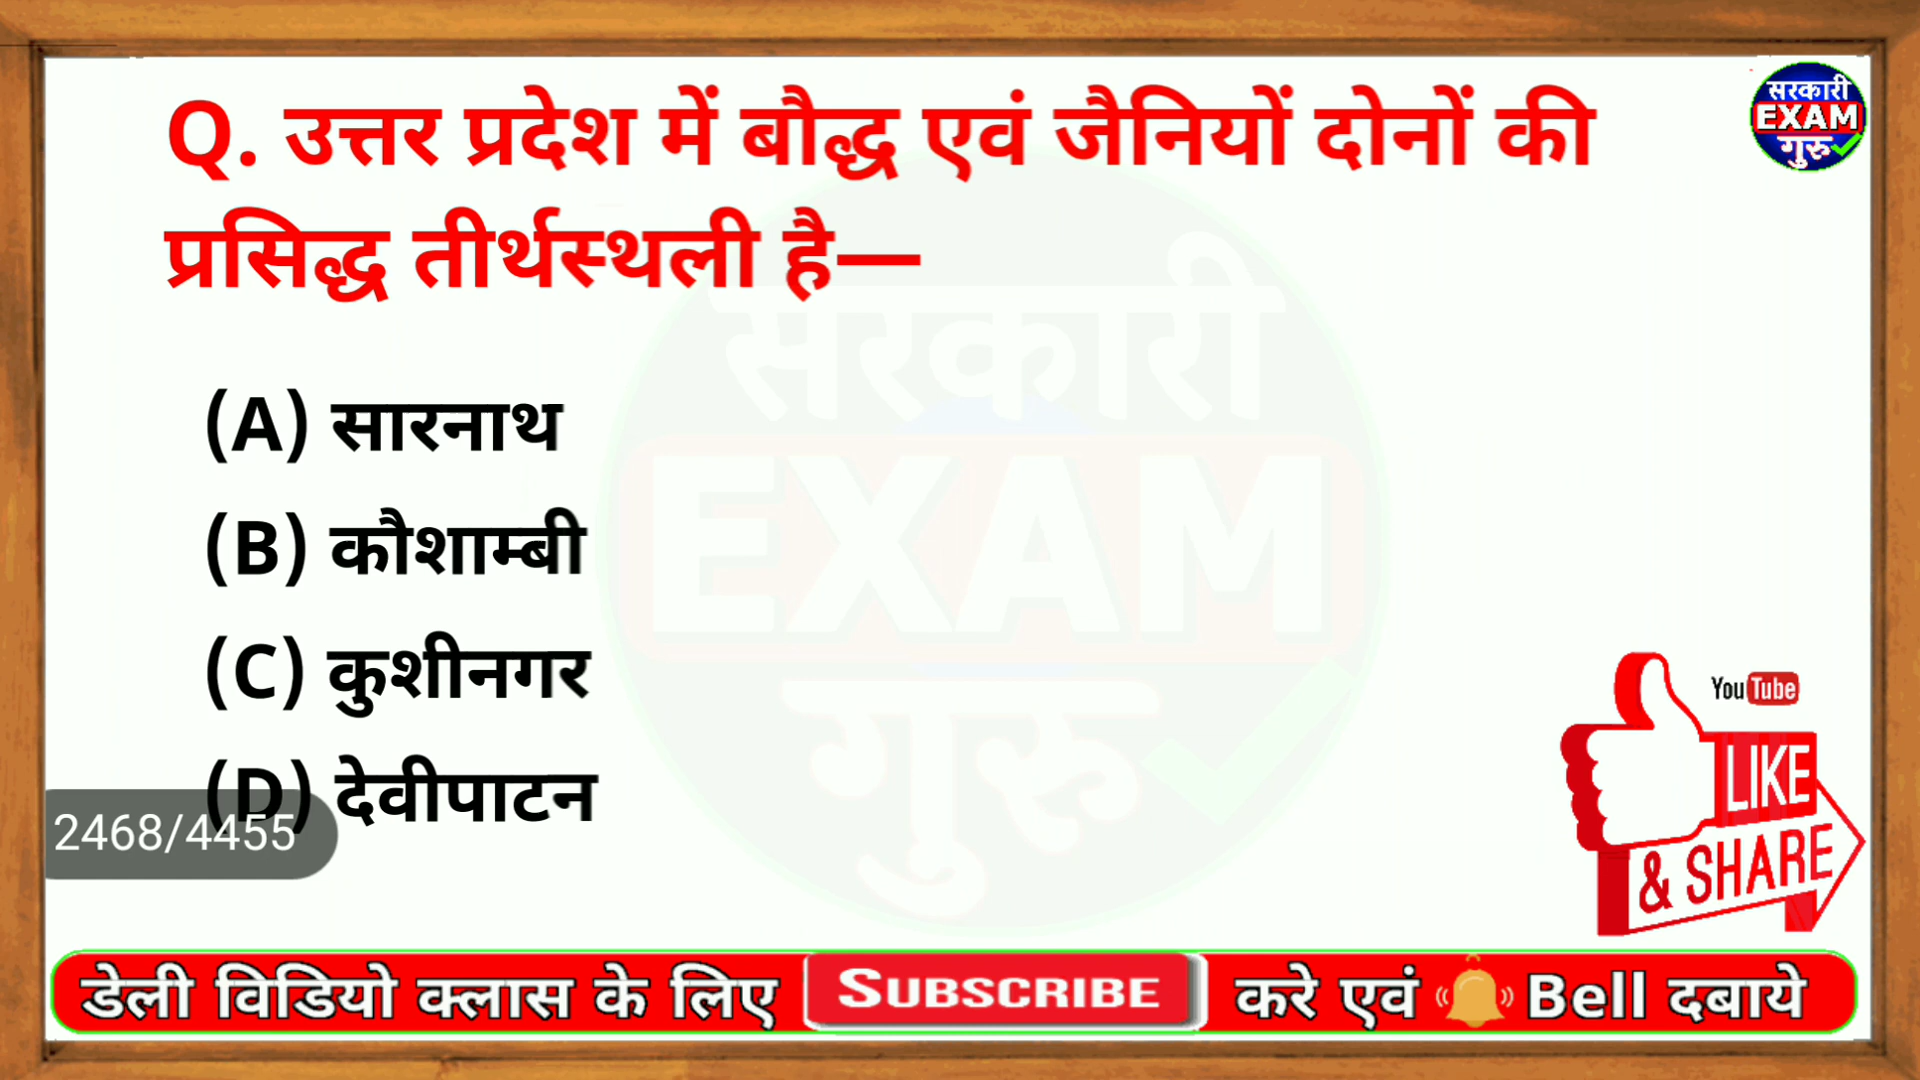 Q. उत्तर प्रदेश में बौद्ध एवं जैनियों दोनों की
प्रसिद्ध तीर्थस्थली है—
(A) सारनाथ
(B) कौशाम्बी
(C) कुशीनगर
(D) देवीपाटन
2468/4455
सरकारी
EXAM
गुरु
सरकारी
EXAM
गुरु
YouTube
LIKE
& SHARE
डेली विडियो क्लास के लिए SUBSCRIBE करे एवं Bell दबाये